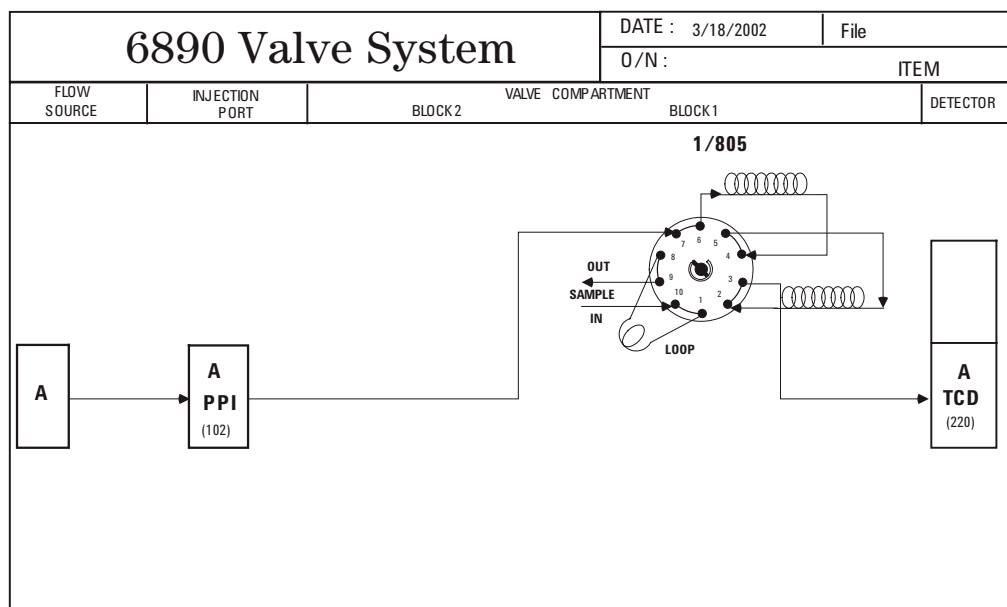 6890 Valve System
DATE : 3/18/2002
File
O/N :
ITEM
FLOW
SOURCE
INJECTION
PORT
VALVE COMPARTMENT
BLOCK 2
BLOCK 1
DETECTOR
1/805
7
6
5
8
4
9
3
10
1
2
OUT
SAMPLE
IN
LOOP
A
A
PPI
(102)
A
TCD
(220)